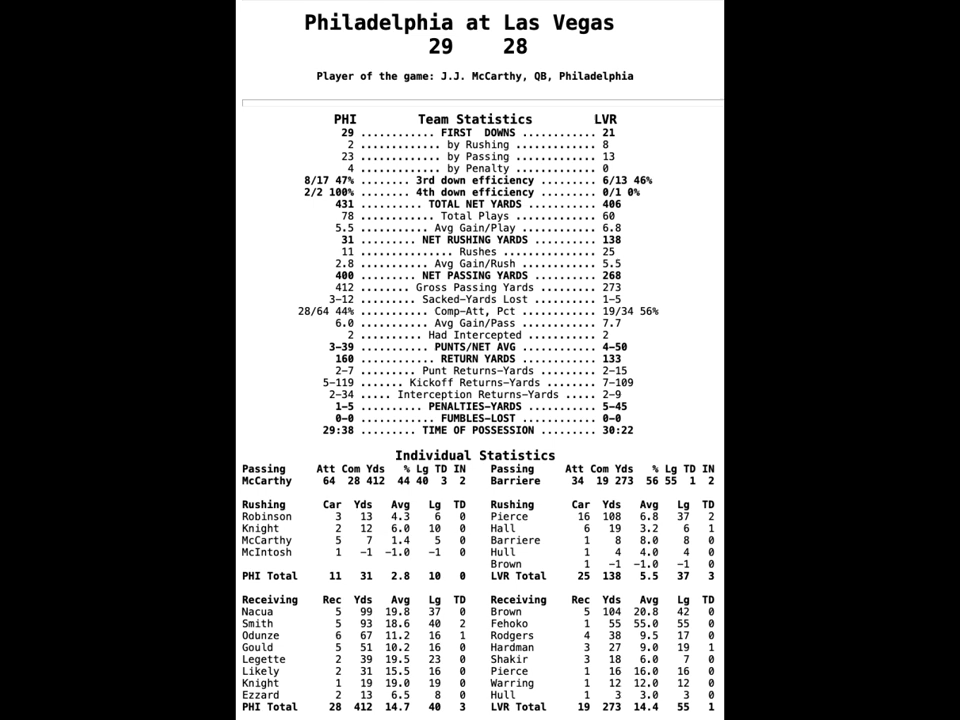 Philadelphia at Las Vegas
29 28
Player of the game: J.J. McCarthy, QB, Philadelphia
PHI Team Statistics LVR
29 ............ FIRST DOWNS ............ 21
2 ............. by Rushing ............. 8
23 ............. by Passing ............. 13
4 ............. by Penalty ............. 0
8/17 47% ........ 3rd down efficiency ......... 6/13 46%
2/2 100% ........ 4th down efficiency ......... 0/1 0%
431 .......... TOTAL NET YARDS .......... 406
78 ............ Total Plays ............ 60
5.5 ........... Avg Gain/Play ........... 6.8
31 ......... NET RUSHING YARDS ......... 138
11 ............... Rushes .............. 25
2.8 ........... Avg Gain/Rush ........... 5.5
400 ......... NET PASSING YARDS ......... 268
412 ........ Gross Passing Yards ........ 273
3-12 ......... Sacked-Yards Lost ......... 1-5
28/64 44% ........... Comp-Att, Pct ............ 19/34 56%
6.0 ........... Avg Gain/Pass ........... 7.7
2 .......... Had Intercepted .......... 2
3-39 .......... PUNTS/NET AVG ........... 4-50
160 ............ RETURN YARDS ........... 133
2-7 ......... Punt Returns-Yards ........ 2-15
5-119 ....... Kickoff Returns-Yards ....... 7-109
2-34 .... Interception Returns-Yards ..... 2-9
1-5 .......... PENALTIES-YARDS .......... 5-45
0-0 ........... FUMBLES-LOST ............ 0-0
29:38 ......... TIME OF POSSESSION ......... 30:22
Individual Statistics
Passing Att Com Yds % Lg TD IN Passing Att Com Yds % Lg TD IN
McCarthy 64 28 412 44 40 3 2 Barriere 34 19 273 56 55 1 2
Rushing Car Yds Avg Lg TD Rushing Car Yds Avg Lg TD
Robinson 3 13 4.3 6 0 Pierce 16 108 6.8 37 2
Knight 2 12 6.0 10 0 Hall 6 19 3.2 6 1
McCarthy 5 7 1.4 5 0 Barriere 1 8 8.0 8 0
McIntosh 1 -1 -1.0 -1 0 Hull 1 4 4.0 4 0
Brown 1 -1 -1.0 -1 0
PHI Total 11 31 2.8 10 0 LVR Total 25 138 5.5 37 3
Receiving Rec Yds Avg Lg TD Receiving Rec Yds Avg Lg TD
Nacua 5 99 19.8 37 0 Brown 5 104 20.8 42 0
Smith 5 93 18.6 40 2 Fehoko 1 55 55.0 55 0
Odunze 6 67 11.2 16 1 Rodgers 4 38 9.5 17 0
Gould 5 51 10.2 16 0 Hardman 3 27 9.0 19 1
Legette 2 39 19.5 23 0 Shakir 3 18 6.0 7 0
Likely 2 31 15.5 16 0 Pierce 1 16 16.0 16 0
Knight 1 19 19.0 19 0 Warring 1 12 12.0 12 0
Ezzard 2 13 6.5 8 0 Hull 1 3 3.0 3 0
PHI Total 28 412 14.7 40 3 LVR Total 19 273 14.4 55 1